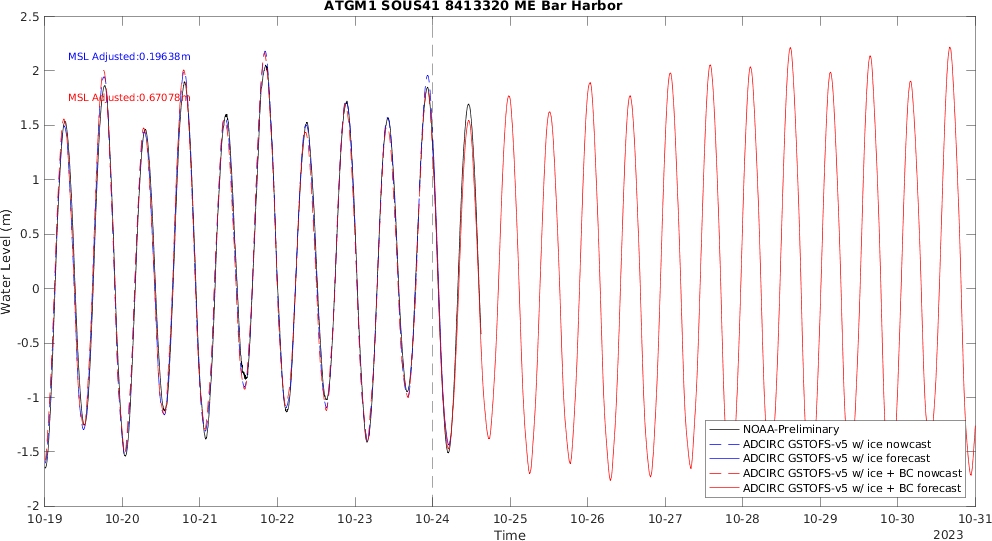 ATGM1 SOUS41 8413320 ME Bar Harbor
2.5
2
1.5
1
0.5
0
-0.5
-1
-1.5
-2
Water Level (m)
MSL Adjusted:0.19638m
MSL Adjusted:0.67078m
NOAA-Preliminary
ADCIRC GSTOFS-v5 w/ ice nowcast
ADCIRC GSTOFS-v5 w/ ice forecast
ADCIRC GSTOFS-v5 w/ ice + BC nowcast
ADCIRC GSTOFS-v5 w/ ice + BC forecast
10-19 10-20 10-21 10-22 10-23 10-24 10-25 10-26 10-27 10-28 10-29 10-30 10-31
Time
2023